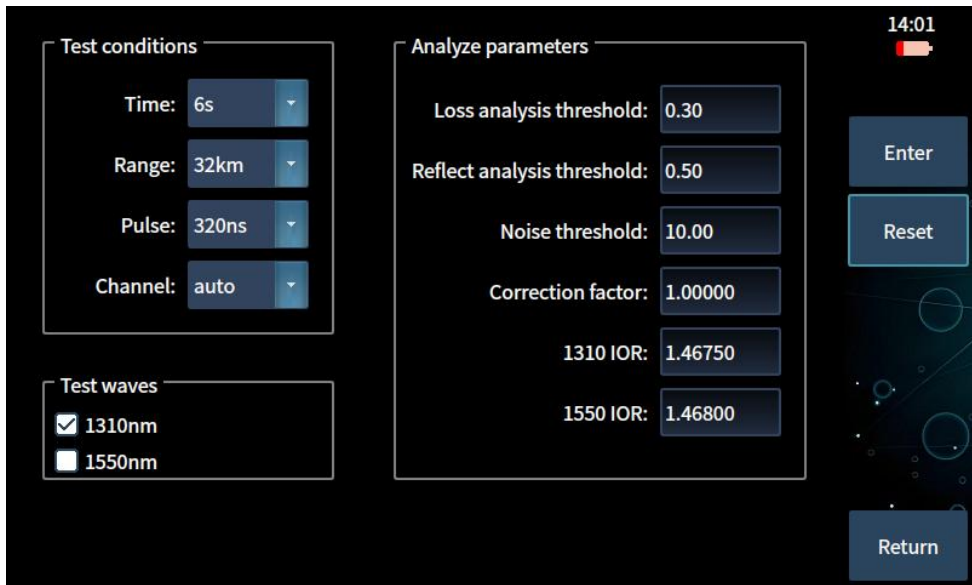 Test conditions
Time: 6s
Range: 32km
Pulse: 320ns
Channel: auto
Test waves
1310nm
1550nm
Analyze parameters
Loss analysis threshold: 0.30
Reflect analysis threshold: 0.50
Noise threshold: 10.00
Correction factor: 1.00000
1310 IOR: 1.46750
1550 IOR: 1.46800
14:01
Enter
Reset
Return